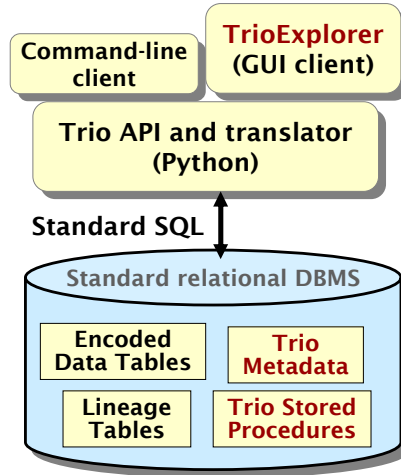 Command-line
client
TrioExplorer
(GUI client)
Trio API and translator
(Python)
Standard SQL
Standard relational DBMS
Encoded
Data Tables
Trio
Metadata
Lineage
Tables
Trio Stored
Procedures